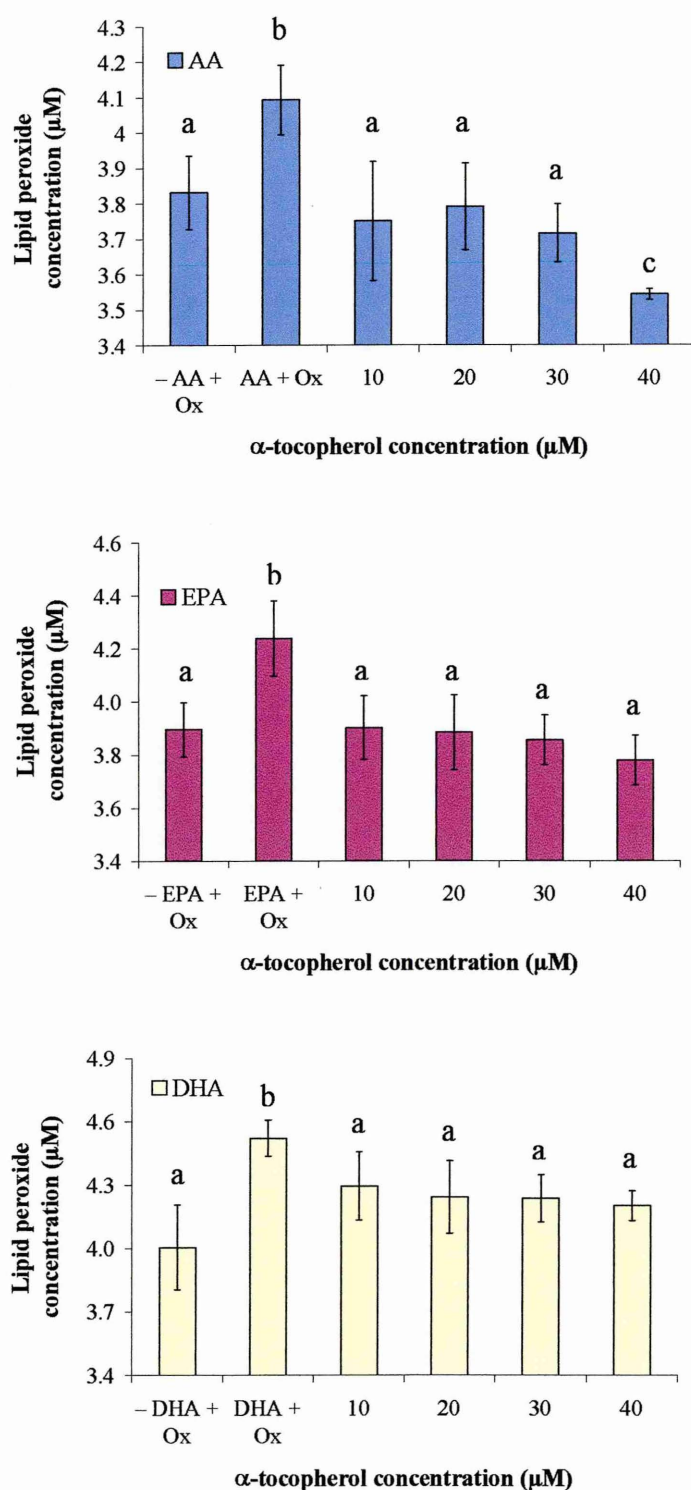 4.3
4.2
4.1
4
3.9
3.8
3.7
3.6
3.5
3.4
Lipid peroxide
concentration (µM)
AA
a
b
a
a
a
c
– AA +
Ox
AA + Ox
10
20
30
40
α-tocopherol concentration (µM)
4.6
4.4
4.2
4.0
3.8
3.6
3.4
Lipid peroxide
concentration (µM)
EPA
a
b
a
a
a
a
– EPA +
Ox
EPA +
Ox
10
20
30
40
α-tocopherol concentration (µM)
4.9
4.6
4.3
4.0
3.7
3.4
Lipid peroxide
concentration (µM)
DHA
a
b
a
a
a
a
– DHA +
Ox
DHA +
Ox
10
20
30
40
α-tocopherol concentration (µM)